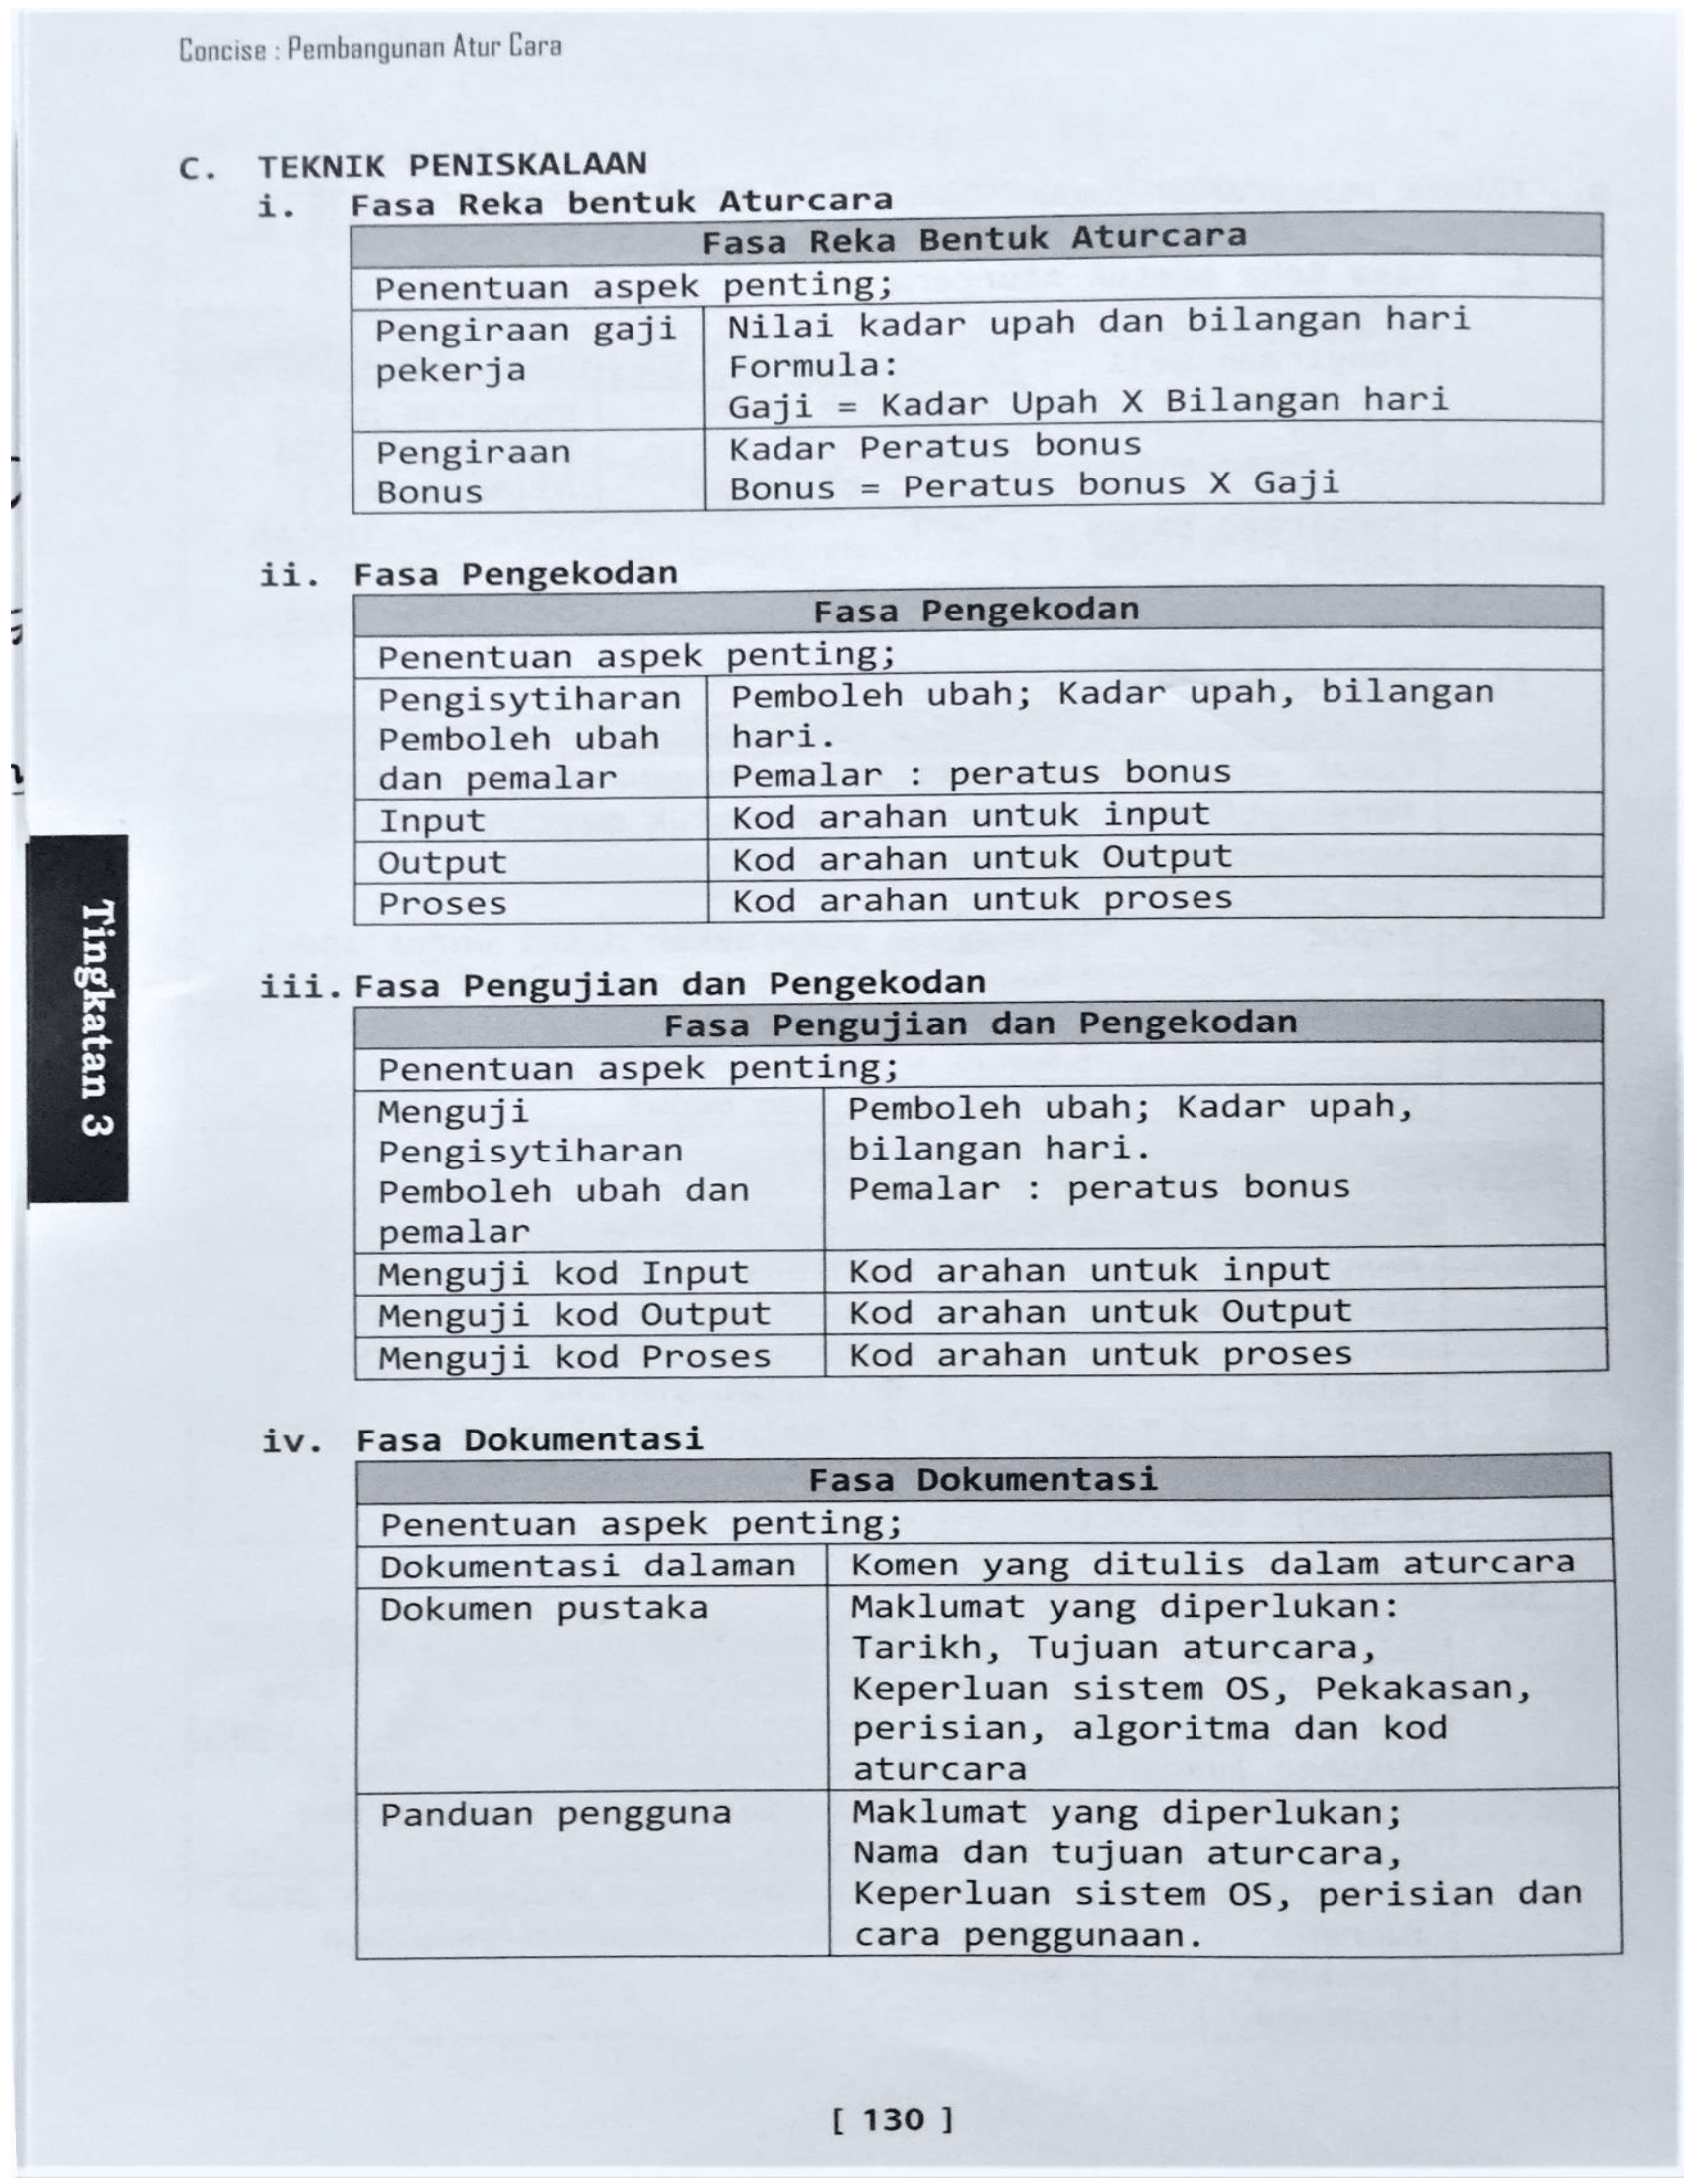 Concise : Pembangunan Atur Cara
C. TEKNIK PENISKALAAN
i. Fasa Reka bentuk Aturcara
Fasa Reka Bentuk Aturcara
Penentuan aspek penting;
Pengiraan gaji
pekerja
Nilai kadar upah dan bilangan hari
Formula:
Gaji = Kadar Upah X Bilangan hari
Pengiraan
Bonus
Kadar Peratus bonus
Bonus = Peratus bonus X Gaji
ii. Fasa Pengekodan
Fasa Pengekodan
Penentuan aspek penting;
Pengisytiharan
Pemboleh ubah
dan pemalar
Pemboleh ubah; Kadar upah, bilangan
hari.
Pemalar : peratus bonus
Input
Kod arahan untuk input
Output
Kod arahan untuk Output
Proses
Kod arahan untuk proses
iii. Fasa Pengujian dan Pengekodan
Fasa Pengujian dan Pengekodan
Penentuan aspek penting;
Menguji
Pengisytiharan
Pemboleh ubah dan
pemalar
Pemboleh ubah; Kadar upah,
bilangan hari.
Pemalar : peratus bonus
Menguji kod Input
Kod arahan untuk input
Menguji kod Output
Kod arahan untuk Output
Menguji kod Proses
Kod arahan untuk proses
iv. Fasa Dokumentasi
Fasa Dokumentasi
Penentuan aspek penting;
Dokumentasi dalaman
Komen yang ditulis dalam aturcara
Dokumen pustaka
Maklumat yang diperlukan:
Tarikh, Tujuan aturcara,
Keperluan sistem OS, Pekakasan,
perisian, algoritma dan kod
aturcara
Panduan pengguna
Maklumat yang diperlukan;
Nama dan tujuan aturcara,
Keperluan sistem OS, perisian dan
cara penggunaan.
Tingkatan 3
[ 130 ]